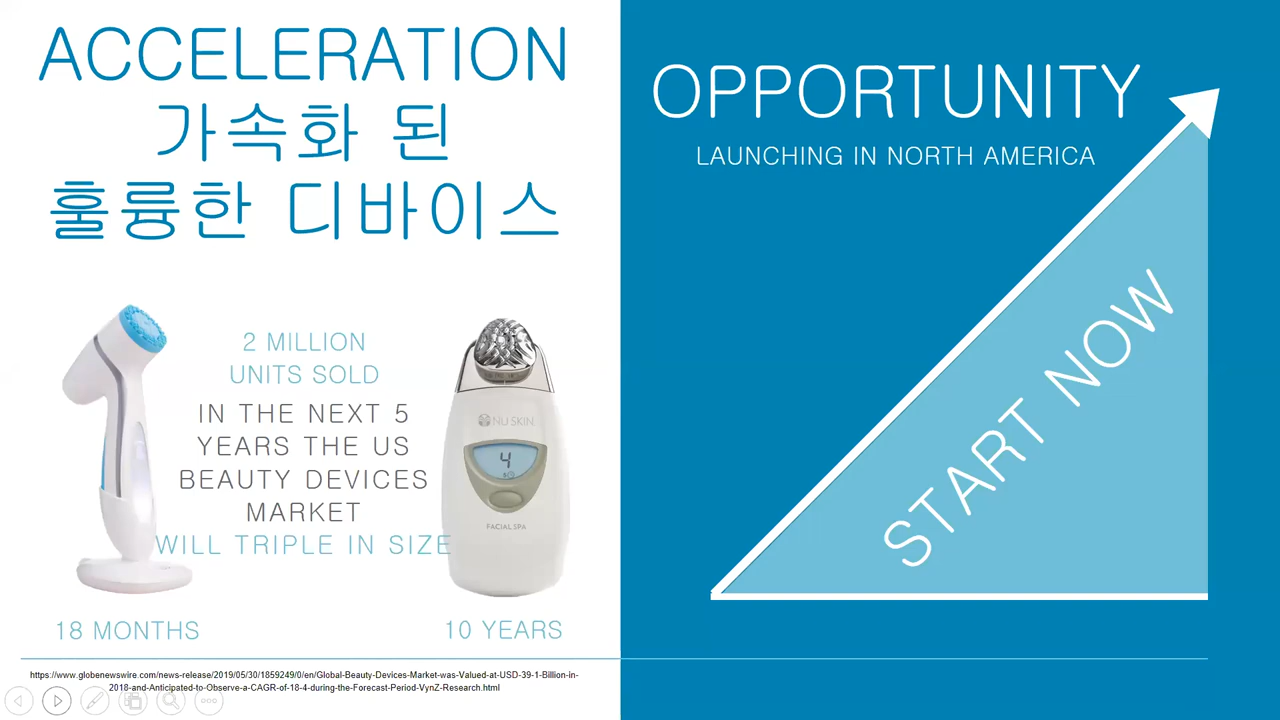 ACCELERATION
가속화 된
훌륭한 디바이스
2 MILLION
UNITS SOLD
IN THE NEXT 5
YEARS THE US
BEAUTY DEVICES
MARKET
WILL TRIPLE IN SIZE
NU SKIN
4
FACIAL SPA
18 MONTHS
10 YEARS
https://www.globenewswire.com/news-release/2019/05/30/1859249/0/en/Global-Beauty-Devices-Market-was-Valued-at-USD-39-1-Billion-in-
2018-and-Anticipated-to-Observe-a-CAGR-of-18-4-during-the-Forecast-Period-VynZ-Research.html
OPPORTUNITY
LAUNCHING IN NORTH AMERICA
START NOW